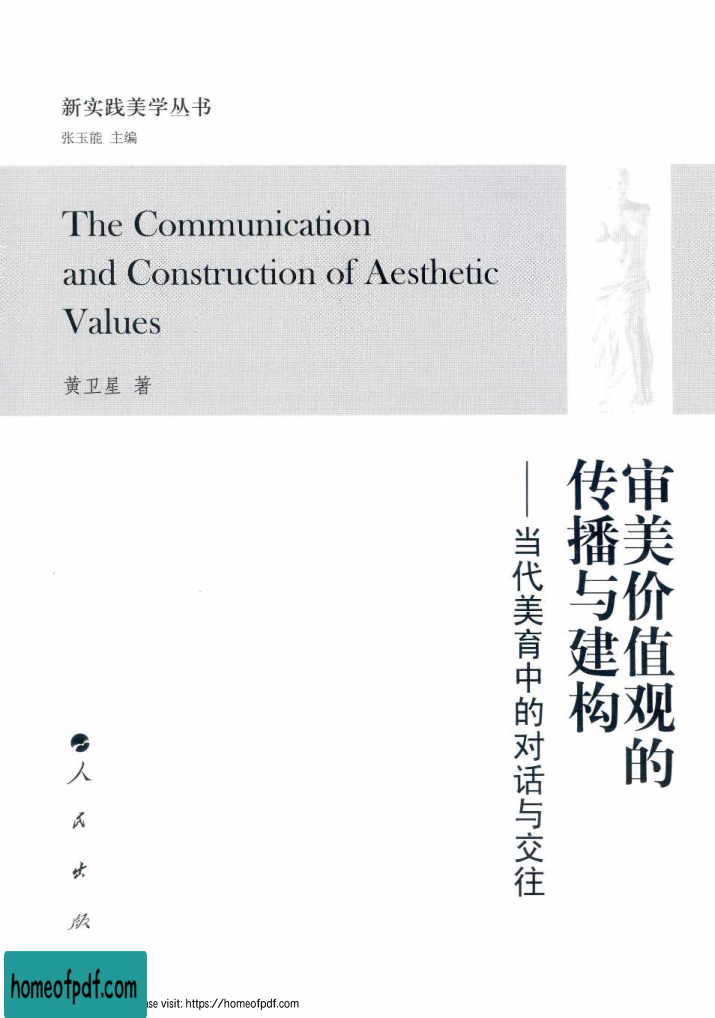 新实践美学丛书
张玉能 主编
The Communication
and Construction of Aesthetic
Values
黄卫星 著
审美价值观的
传播与建构
——当代美育中的对话与交往
人民出版
homeofpdf.com
ase visit: https://homeofpdf.com